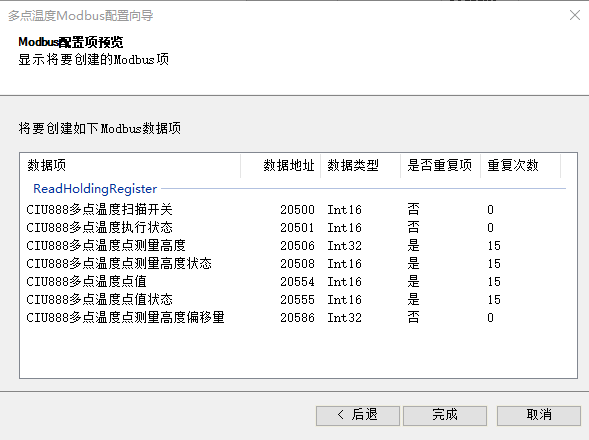 多点温度Modbus配置向导
Modbus配置项预览
显示将要创建的Modbus项
将要创建如下Modbus数据项
数据项 数据地址 数据类型 是否重复项 重复次数
ReadHoldingRegister
CIU888多点温度扫描开关 20500 Int16 否 0
CIU888多点温度执行状态 20501 Int16 否 0
CIU888多点温度点测量高度 20506 Int32 是 15
CIU888多点温度点测量高度状态 20508 Int16 是 15
CIU888多点温度点值 20554 Int16 是 15
CIU888多点温度点值状态 20555 Int16 是 15
CIU888多点温度点测量高度偏移量 20586 Int32 否 0
< 后退 完成 取消